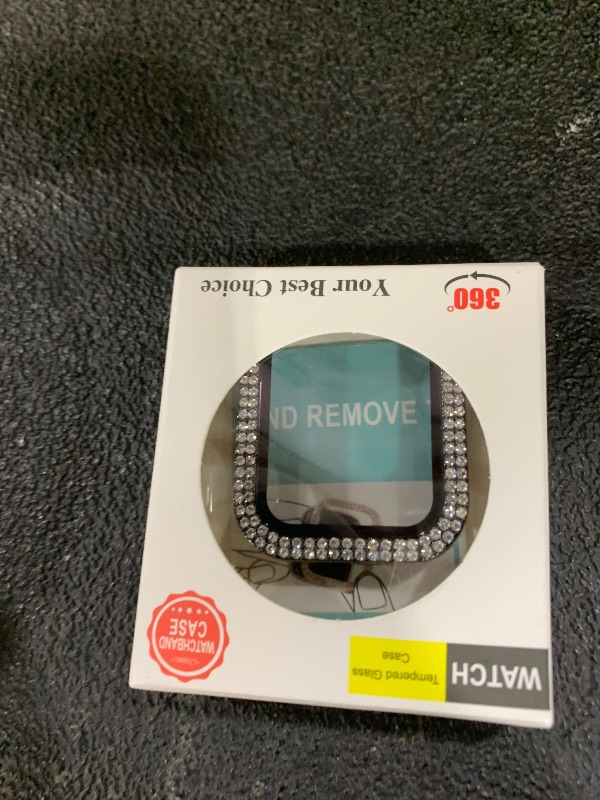 WATCH
Tempered Glass
Case
WATCHBAND
CASE
ND REMOVE
360°
Your Best Choice